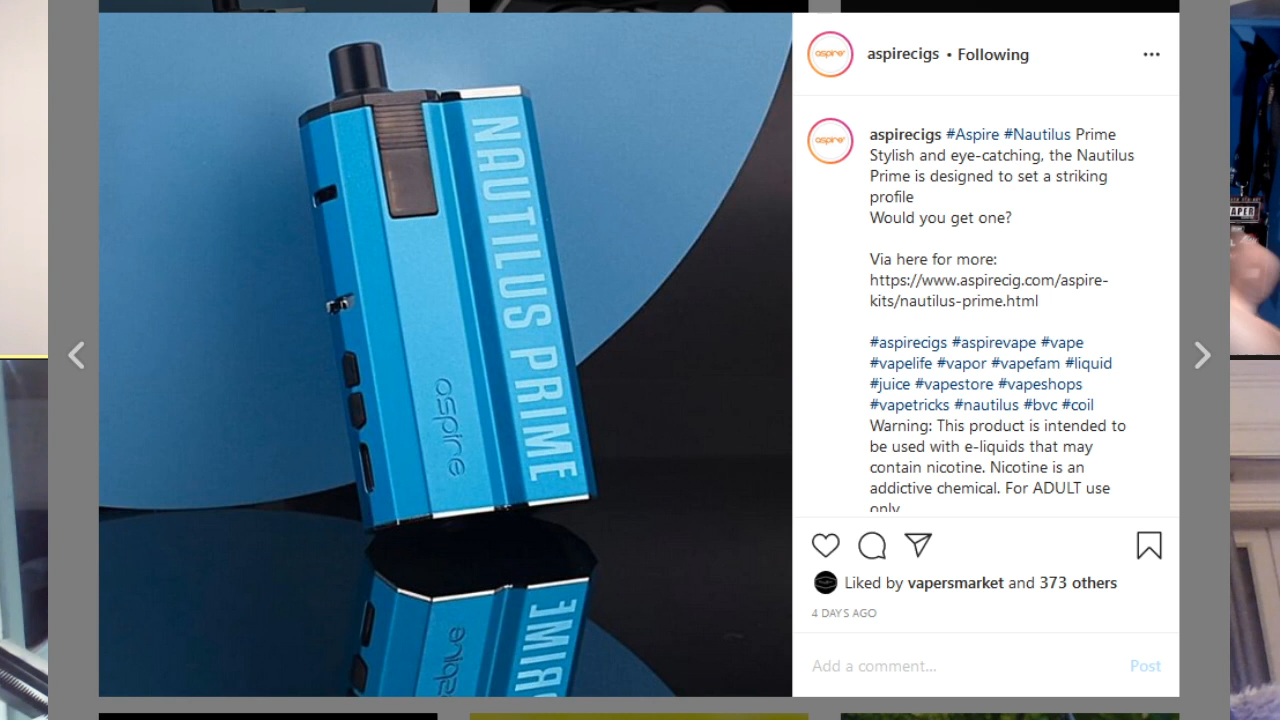 NAUTILUS PRIME
aspire
aspire
aspirecigs • Following
aspire
aspirecigs #Aspire #Nautilus Prime
Stylish and eye-catching, the Nautilus
Prime is designed to set a striking
profile
Would you get one?
Via here for more:
https://www.aspirecig.com/aspire-
kits/nautilus-prime.html
#aspirecigs #aspirevape #vape
#vapelife #vapor #vapefam #liquid
#juice #vapestore #vapeshops
#vapetricks #nautilus #bvc #coil
Warning: This product is intended to
be used with e-liquids that may
contain nicotine. Nicotine is an
addictive chemical. For ADULT use
only
Liked by vapersmarket and 373 others
4 DAYS AGO
Add a comment... Post
APER